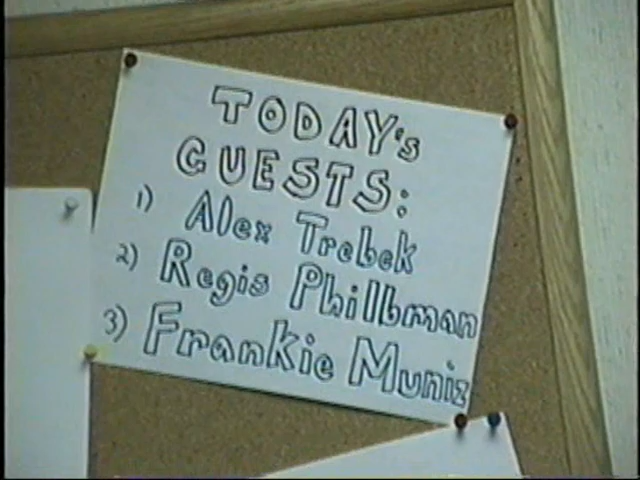 TODAY's
GUESTS:
1) Alex Trebek
2) Regis Philbman
3) Frankie Muniz